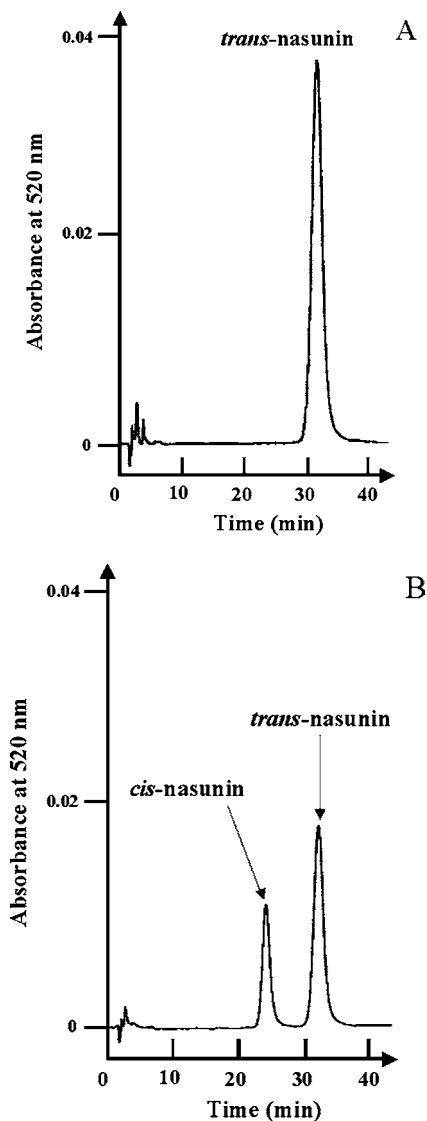 A
trans-nasunin
0.04
0.02
0
Absorbance at 520 nm
0 10 20 30 40
Time (min)
B
0.04
trans-nasunin
cis-nasunin
0.02
0
Absorbance at 520 nm
0 10 20 30 40
Time (min)